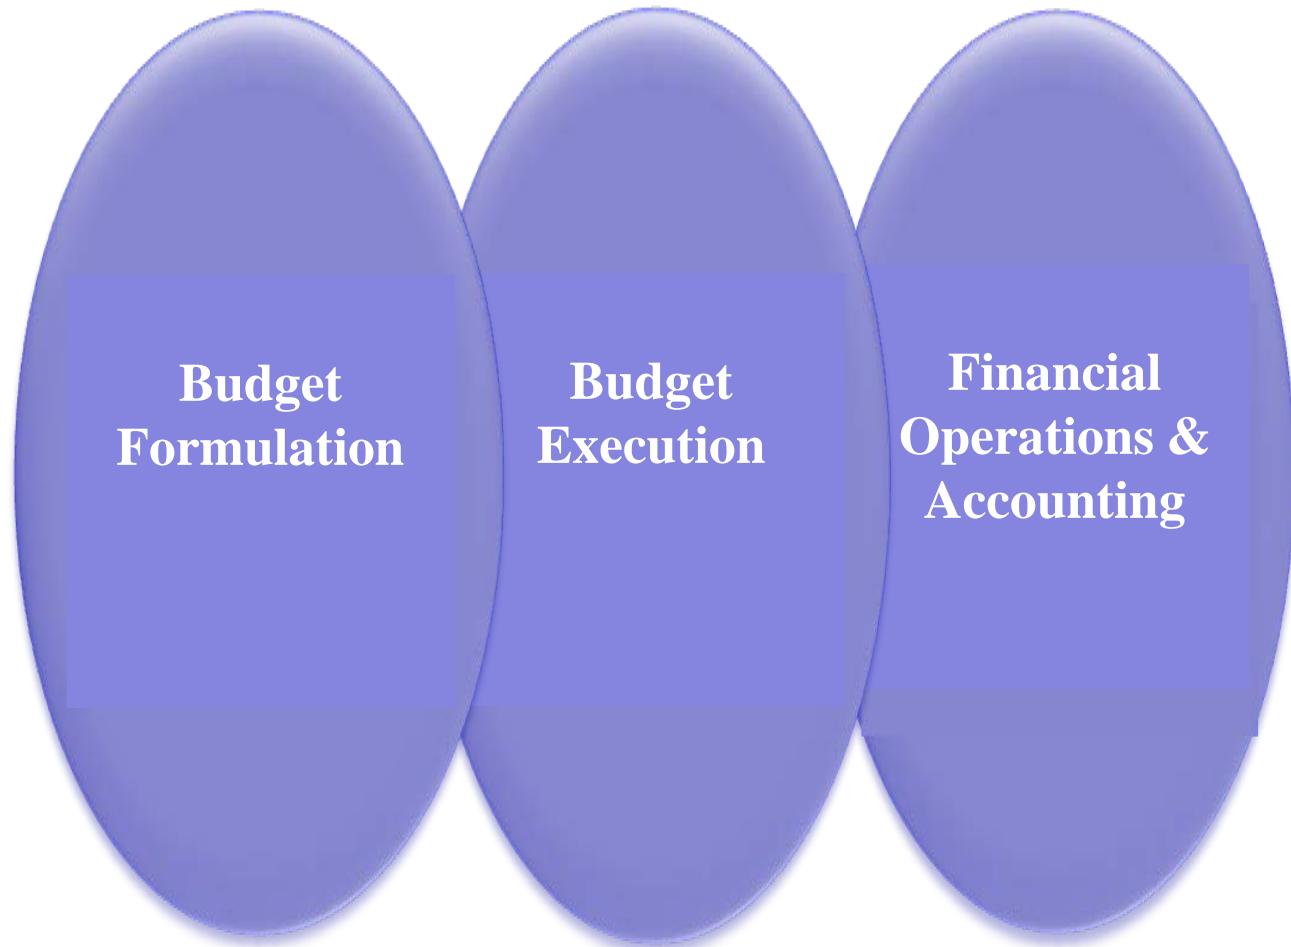 Budget
Formulation
Budget
Execution
Financial
Operations &
Accounting